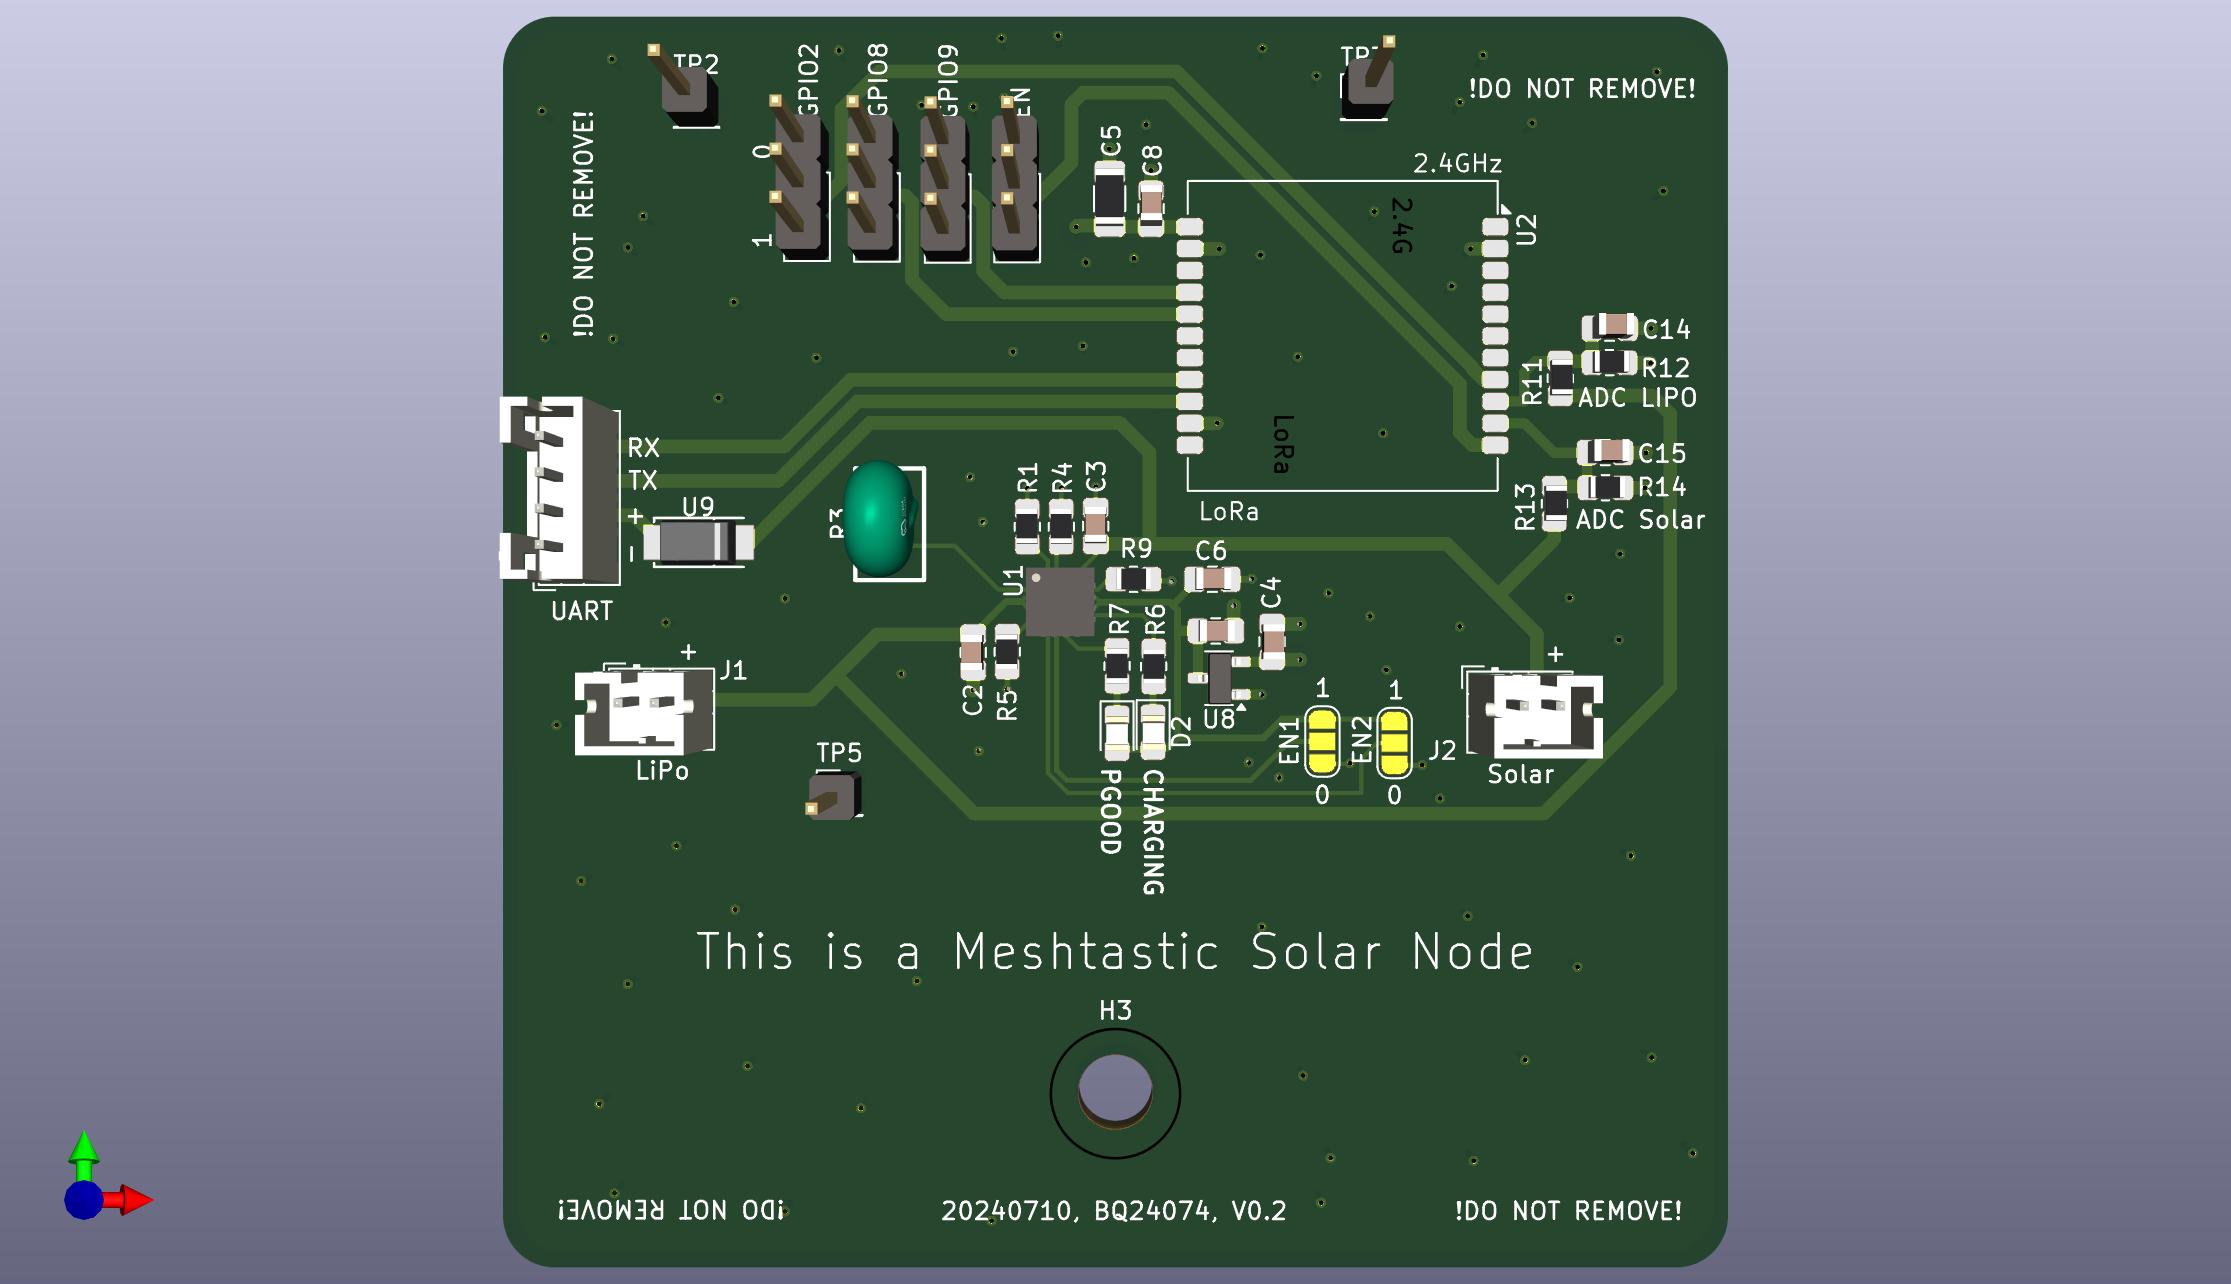 TP2
GPIO2
GPIO8
GPIO9
EN
!DO NOT REMOVE!
!DO NOT REMOVE!
0
1
C5
C8
2.4GHz
2.4G
U2
C14
R12
R11
ADC LIPO
C15
R14
R13
ADC Solar
LoRa
LoRa
RX
TX
+
-
U9
UART
R3
R1
R4
C3
U1
R9
C6
C4
R7
R6
C2
R5
U8
D2
+
J1
LiPo
TP5
PGOOD
CHARGING
1
EN1
0
1
EN2
0
J2
+
Solar
This is a Meshtastic Solar Node
H3
!DO NOT REMOVE!
20240710, BQ24074, V0.2
!DO NOT REMOVE!